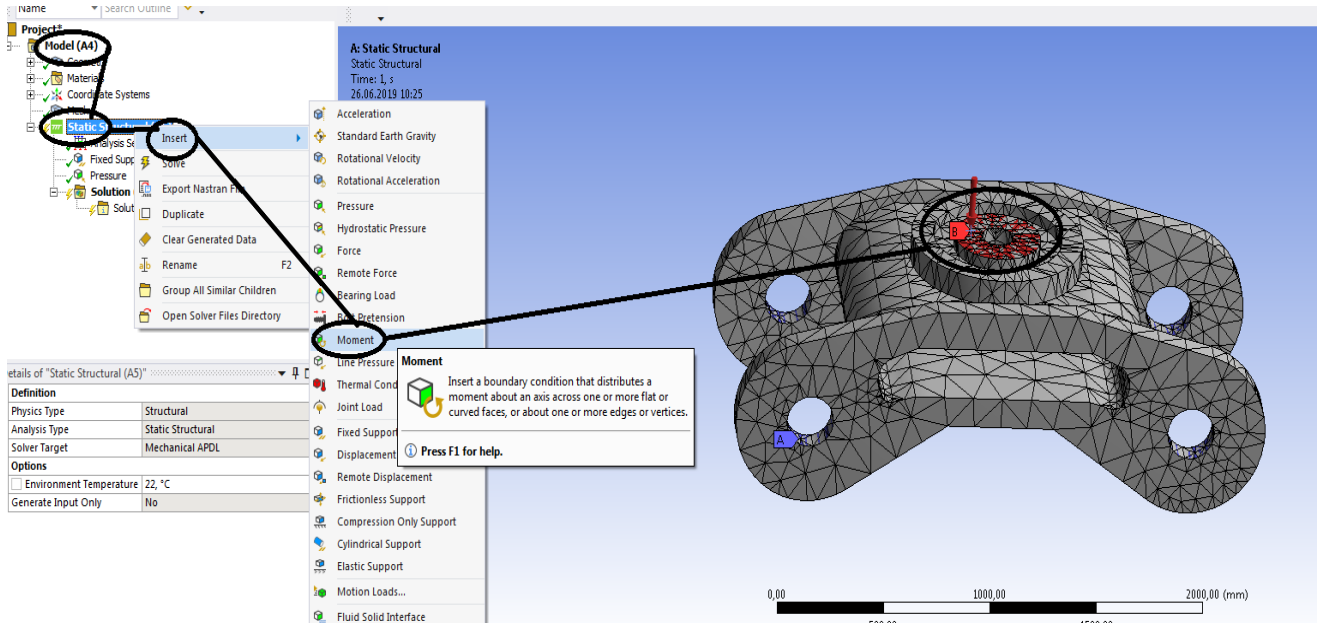 Name
Search Outline
Project*
Model (A4)
Materials
Coordinate Systems
Static Structural
Analysis Se
Fixed Supp
Pressure
Solution
Solut
Insert
Solve
Export Nastran File
Duplicate
Clear Generated Data
Rename F2
Group All Similar Children
Open Solver Files Directory
Acceleration
Standard Earth Gravity
Rotational Velocity
Rotational Acceleration
Pressure
Hydrostatic Pressure
Force
Remote Force
Bearing Load
Bolt Pretension
Moment
Line Pressure
Thermal Cond
Joint Load
Fixed Support
Displacement
Remote Displacement
Frictionless Support
Compression Only Support
Cylindrical Support
Elastic Support
Motion Loads...
Fluid Solid Interface
Moment
Insert a boundary condition that distributes a
moment about an axis across one or more flat or
curved faces, or about one or more edges or vertices.
Press F1 for help.
etails of "Static Structural (A5)"
Definition
Physics Type Structural
Analysis Type Static Structural
Solver Target Mechanical APDL
Options
Environment Temperature 22, °C
Generate Input Only No
A: Static Structural
Static Structural
Time: 1, s
26.06.2019 10:25
B
A
0,00 1000,00 2000,00 (mm)